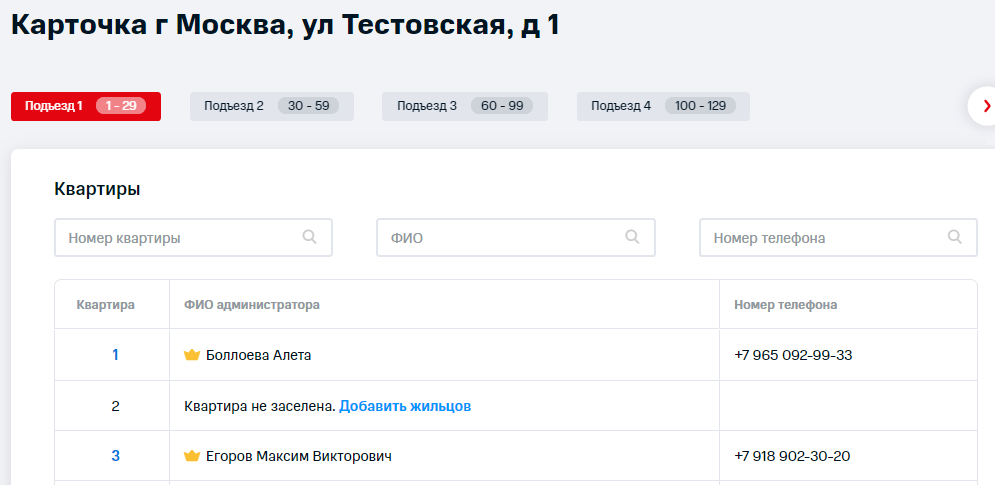 Карточка г Москва, ул Тестовская, д 1
Подъезд 1 1 - 29 Подъезд 2 30 - 59 Подъезд 3 60 - 99 Подъезд 4 100 - 129
Квартиры
Номер квартиры ФИО Номер телефона
Квартира ФИО администратора Номер телефона
1 Боллоева Алета +7 965 092-99-33
2 Квартира не заселена. Добавить жильцов
3 Егоров Максим Викторович +7 918 902-30-20